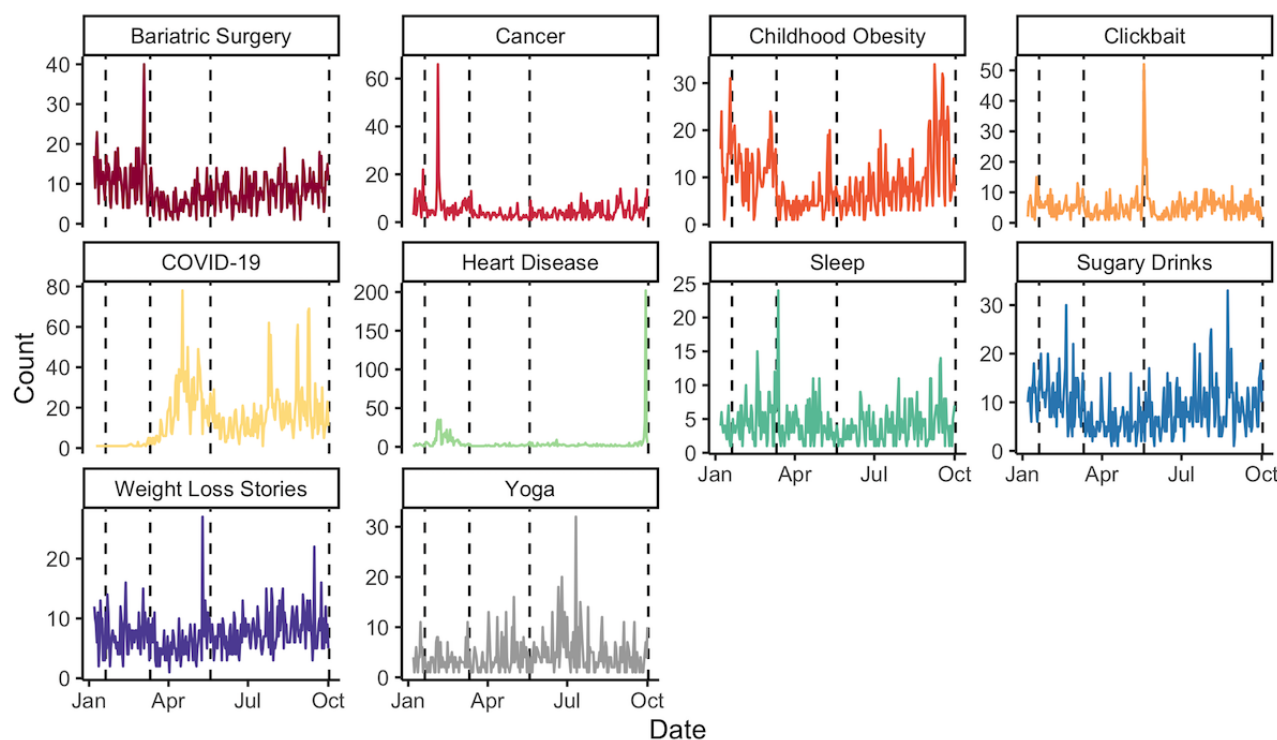 Bariatric Surgery
Cancer
Childhood Obesity
Clickbait
40
30
20
10
0
60
40
20
0
30
20
10
0
50
40
30
20
10
0
COVID-19
Heart Disease
Sleep
Sugary Drinks
80
60
40
20
0
200
150
100
50
0
25
20
15
10
5
0
30
20
10
0
Count
Jan Apr Jul Oct
Jan Apr Jul Oct
Weight Loss Stories
Yoga
20
10
0
30
20
10
0
Jan Apr Jul Oct
Jan Apr Jul Oct
Date